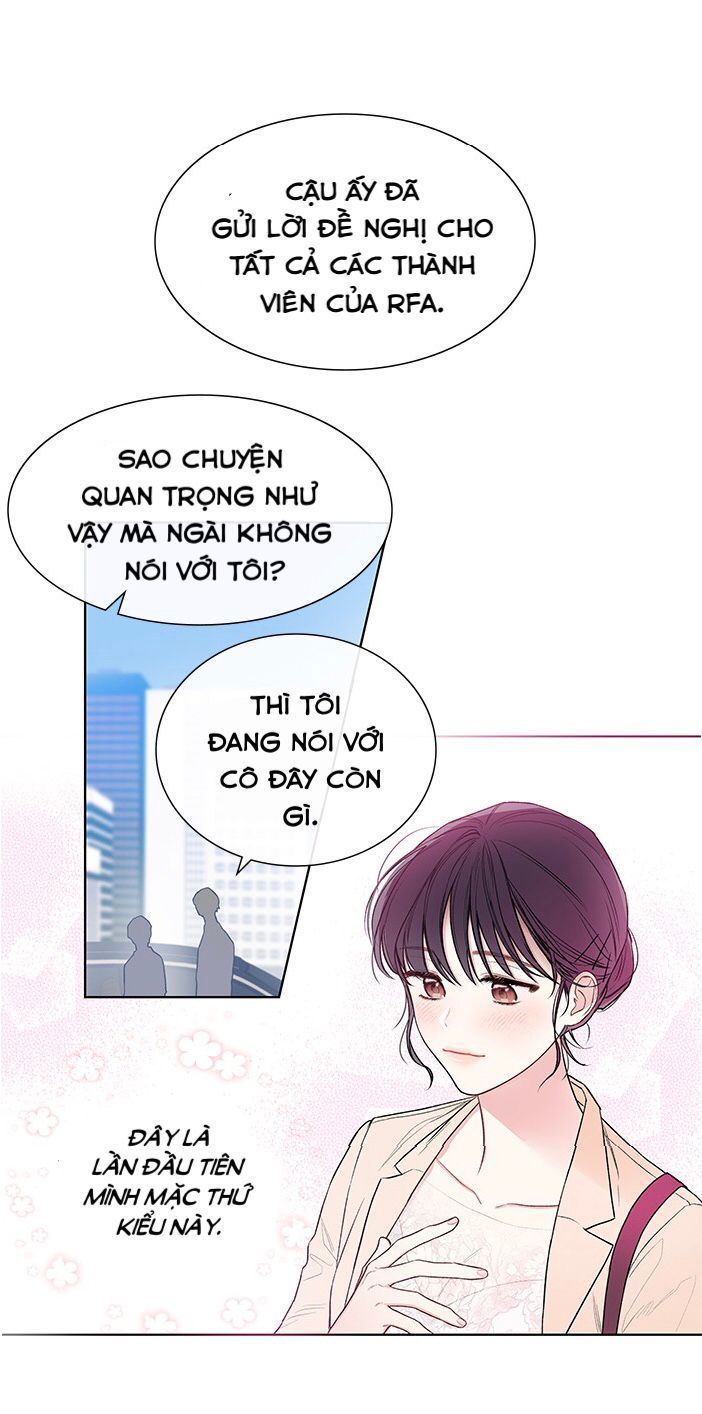 CẬU ẤY ĐÃ
GỬI LỜI ĐỀ NGHỊ CHO
TẤT CẢ CÁC THÀNH
VIÊN CỦA RFA.
SAO CHUYỆN
QUAN TRỌNG NHƯ
VẬY MÀ NGÀI KHÔNG
NÓI VỚI TÔI?
THÌ TÔI
ĐANG NÓI VỚI
CÔ ĐÂY CÒN
GÌ.
ĐÂY LÀ
LẦN ĐẦU TIÊN
MÌNH MẶC THỨ
KIỂU NÀY.